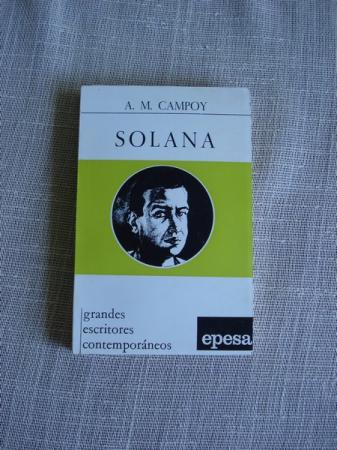 A. M. CAMPOY
SOLANA
grandes
escritores
contemporáneos
epesa